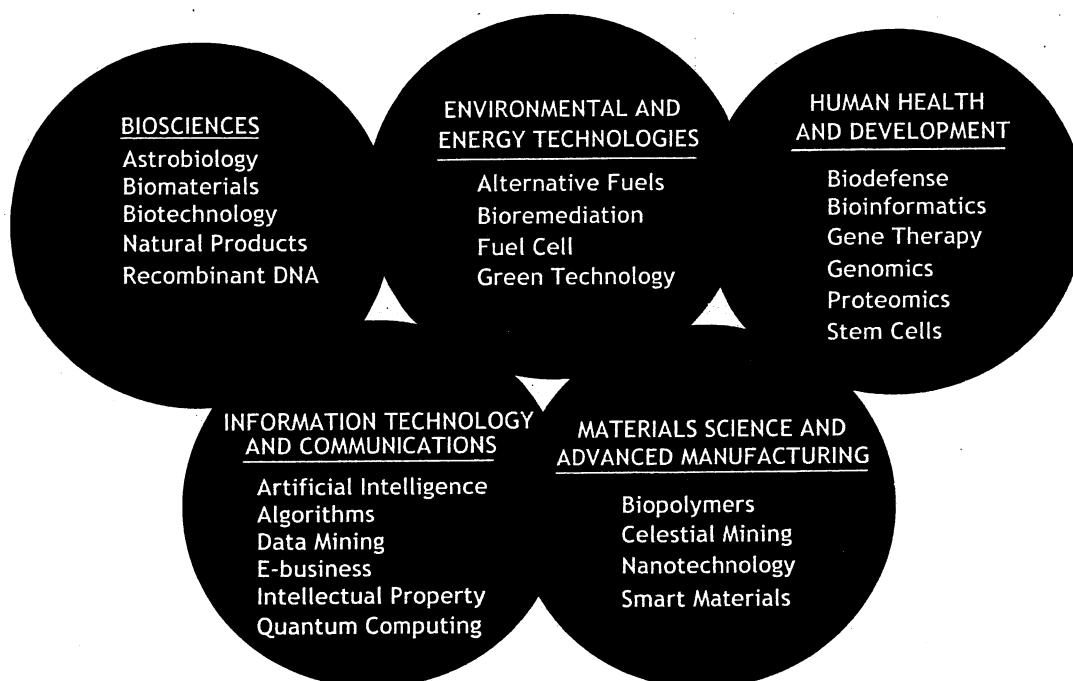 BIOSCIENCES
Astrobiology
Biomaterials
Biotechnology
Natural Products
Recombinant DNA
ENVIRONMENTAL AND
ENERGY TECHNOLOGIES
Alternative Fuels
Bioremediation
Fuel Cell
Green Technology
HUMAN HEALTH
AND DEVELOPMENT
Biodefense
Bioinformatics
Gene Therapy
Genomics
Proteomics
Stem Cells
INFORMATION TECHNOLOGY
AND COMMUNICATIONS
Artificial Intelligence
Algorithms
Data Mining
E-business
Intellectual Property
Quantum Computing
MATERIALS SCIENCE AND
ADVANCED MANUFACTURING
Biopolymers
Celestial Mining
Nanotechnology
Smart Materials